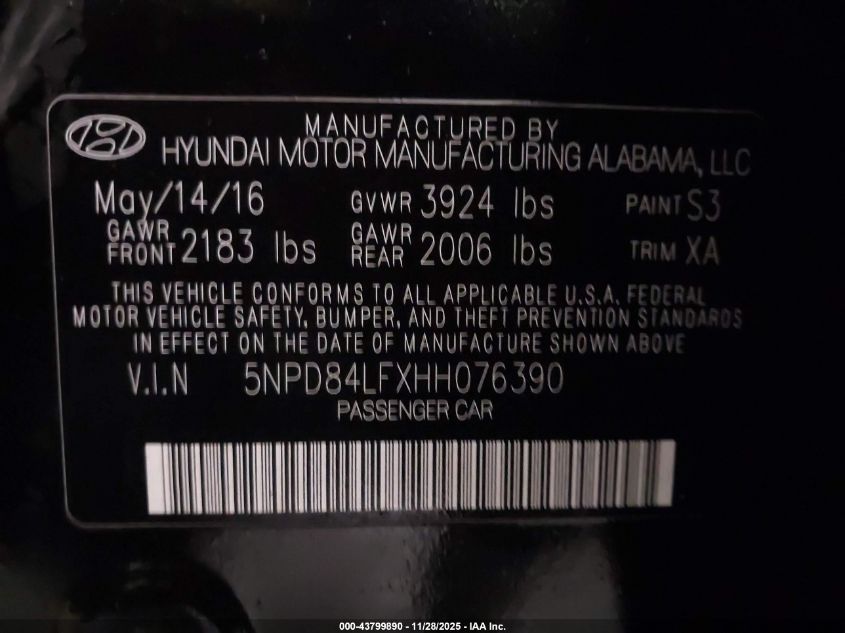 MANUFACTURED BY
HYUNDAI MOTOR MANUFACTURING ALABAMA, LLC
May/14/16 GVWR 3924 lbs PAINT S3
GAWR FRONT 2183 lbs GAWR REAR 2006 lbs TRIM XA
THIS VEHICLE CONFORMS TO ALL APPLICABLE U.S.A. FEDERAL
MOTOR VEHICLE SAFETY, BUMPER, AND THEFT PREVENTION STANDARDS
IN EFFECT ON THE DATE OF MANUFACTURE SHOWN ABOVE
V.I.N 5NPD84LFXHH076390
PASSENGER CAR
000-43799890 - 11/28/2025 - IAA Inc.